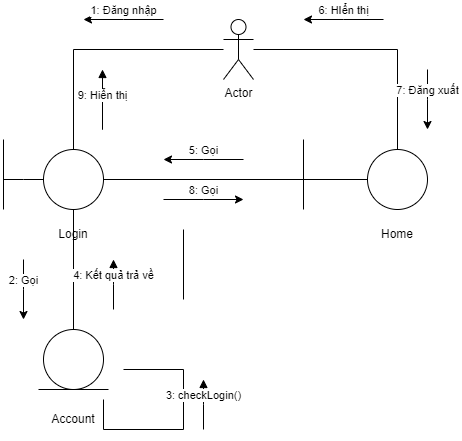 1: Đăng nhập
6: HIển thị
9: Hiển thị
Actor
7: Đăng xuất
5: Gọi
8: Gọi
Login
Home
2: Gọi
4: Kết quả trả về
3: checkLogin()
Account